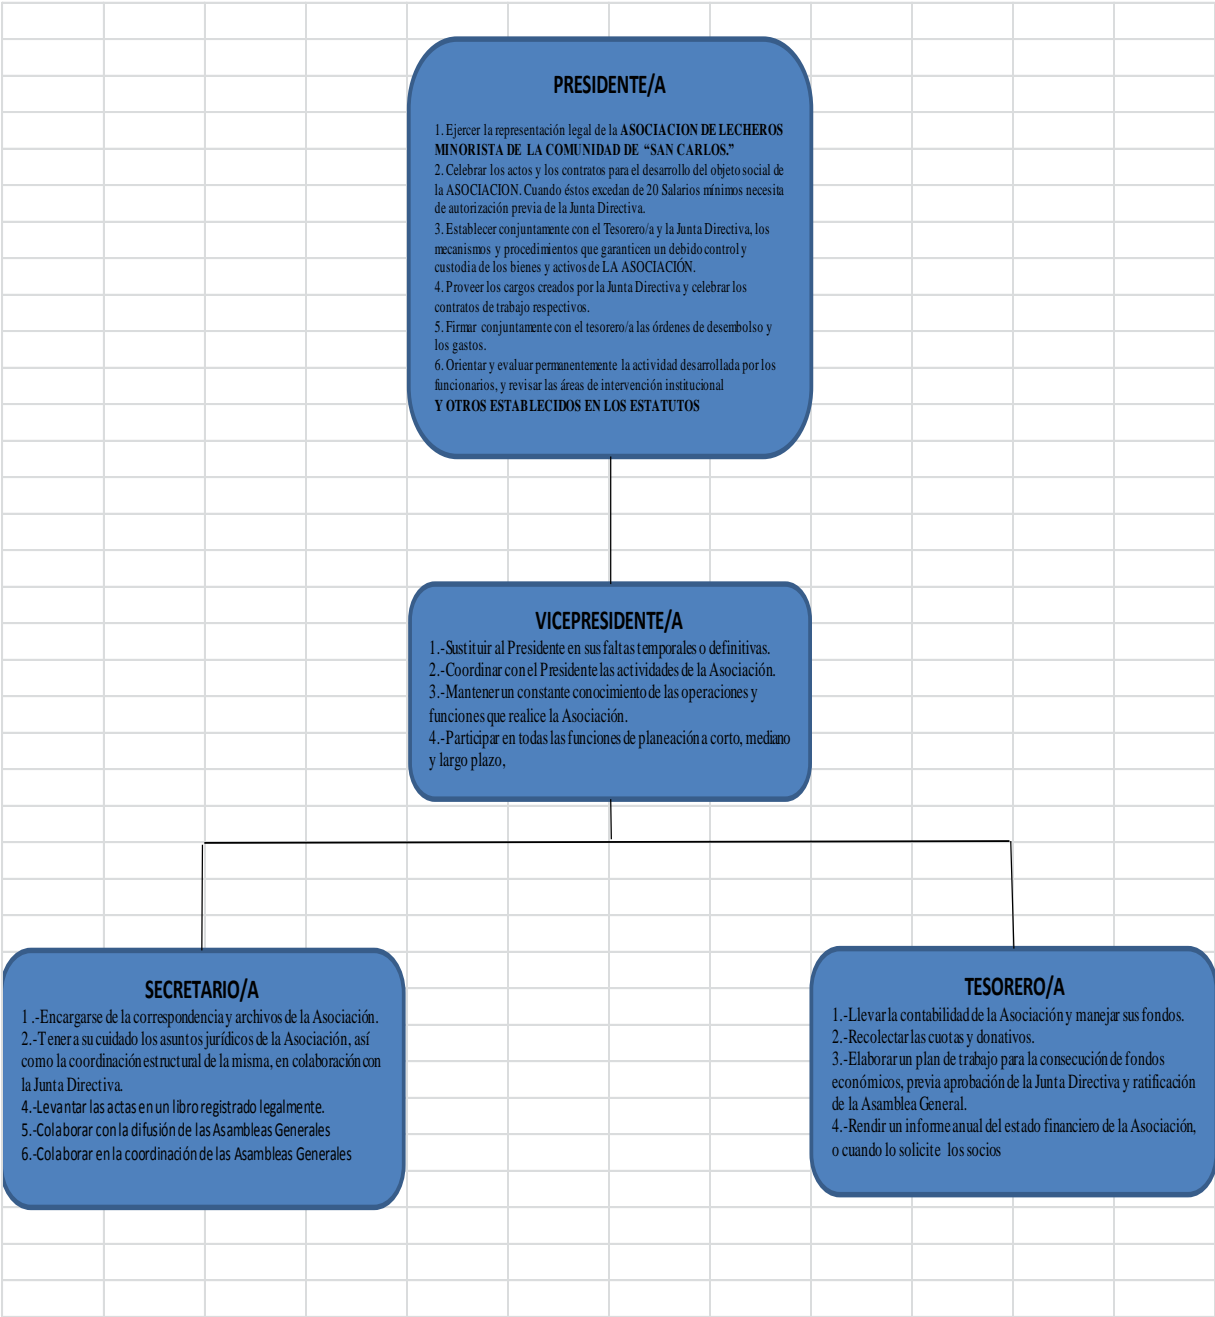 PRESIDENTE/A
1. Ejercer la representación legal de la ASOCIACION DE LECHEROS
MINORISTA DE LA COMUNIDAD DE “SAN CARLOS.”
2. Celebrar los actos y los contratos para el desarrollo del objeto social de
la ASOCIACION. Cuando éstos excedan de 20 Salarios mínimos necesita
de autorización previa de la Junta Directiva.
3. Establecer conjuntamente con el Tesorero/a y la Junta Directiva, los
mecanismos y procedimientos que garanticen un debido control y
custodia de los bienes y activos de LA ASOCIACIÓN.
4. Proveer los cargos creados por la Junta Directiva y celebrar los
contratos de trabajo respectivos.
5. Firmar conjuntamente con el tesorero/a las órdenes de desembolso y
los gastos.
6. Orientar y evaluar permanentemente la actividad desarrollada por los
funcionarios, y revisar las áreas de intervención institucional
Y OTROS ESTABLECIDOS EN LOS ESTATUTOS
VICEPRESIDENTE/A
1.-Sustituir al Presidente en sus faltas temporales o definitivas.
2.-Coordinar con el Presidente las actividades de la Asociación.
3.-Mantener un constante conocimiento de las operaciones y
funciones que realice la Asociación.
4.-Participar en todas las funciones de planeación a corto, mediano
y largo plazo,
SECRETARIO/A
1 .-Encargarse de la correspondencia y archivos de la Asociación.
2.-Tener a su cuidado los asuntos jurídicos de la Asociación, así
como la coordinación estructural de la misma, en colaboración con
la Junta Directiva.
4.-Levantar las actas en un libro registrado legalmente.
5.-Colaborar con la difusión de las Asambleas Generales
6.-Colaborar en la coordinación de las Asambleas Generales
TESORERO/A
1.-Llevar la contabilidad de la Asociación y manejar sus fondos.
2.-Recolectar las cuotas y donativos.
3.-Elaborar un plan de trabajo para la consecución de fondos
económicos, previa aprobación de la Junta Directiva y ratificación
de la Asamblea General.
4.-Rendir un informe anual del estado financiero de la Asociación,
o cuando lo solicite los socios